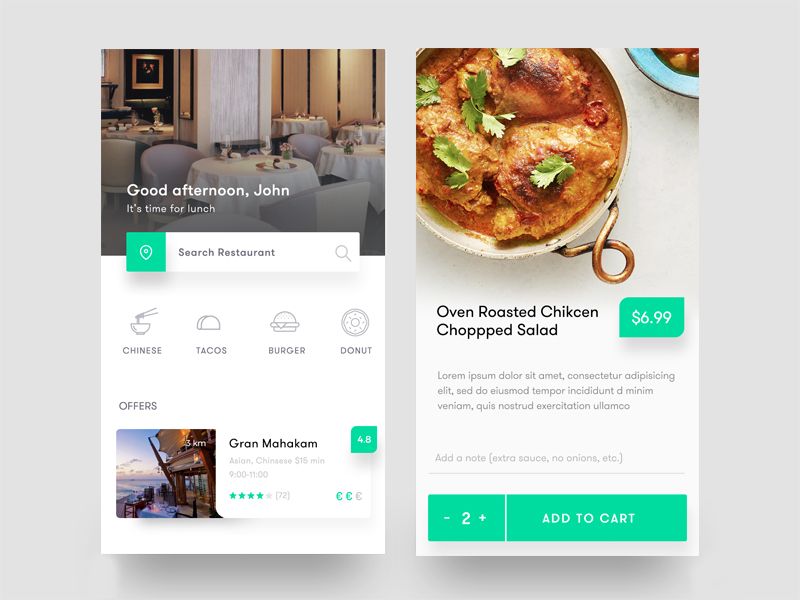 Good afternoon, John
It's time for lunch
Search Restaurant
CHINESE TACOS BURGER DONUT
OFFERS
3 km
Gran Mahakam
4.8
Asian, Chinsese $15 min
9:00-11:00
(72)
€ € €
Oven Roasted Chikcen
Choppped Salad
$6.99
Lorem ipsum dolor sit amet, consectetur adipisicing
elit, sed do eiusmod tempor incididunt d minim
veniam, quis nostrud exercitation ullamco
Add a note (extra sauce, no onions, etc.)
- 2 +
ADD TO CART